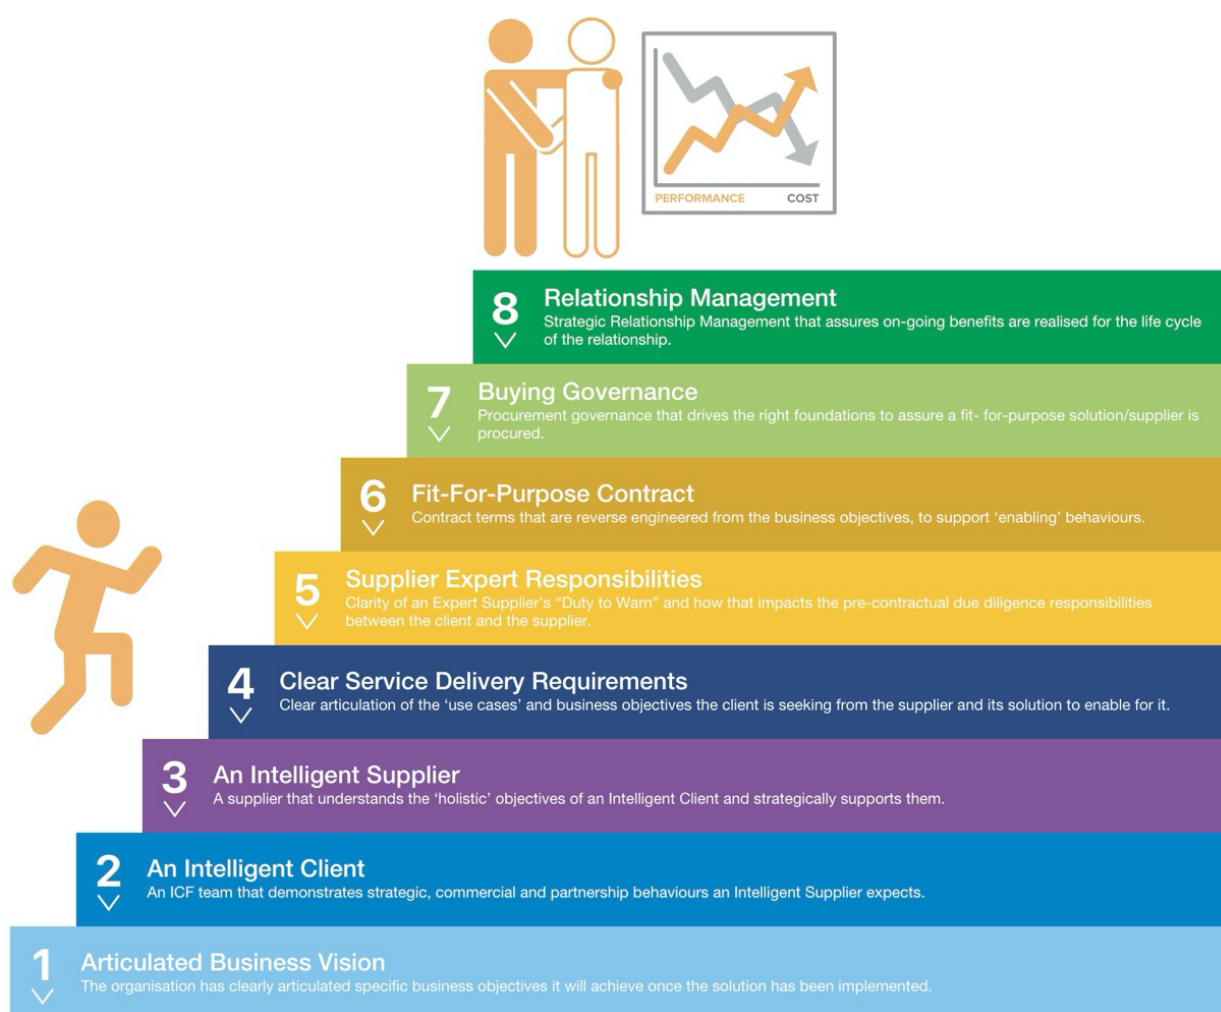 PERFORMANCE COST
8 Relationship Management
Strategic Relationship Management that assures on-going benefits are realised for the life cycle
of the relationship.
7 Buying Governance
Procurement governance that drives the right foundations to assure a fit- for-purpose solution/supplier is
procured.
6 Fit-For-Purpose Contract
Contract terms that are reverse engineered from the business objectives, to support ‘enabling’ behaviours.
5 Supplier Expert Responsibilities
Clarity of an Expert Supplier’s “Duty to Warn” and how that impacts the pre-contractual due diligence responsibilities
between the client and the supplier.
4 Clear Service Delivery Requirements
Clear articulation of the ‘use cases’ and business objectives the client is seeking from the supplier and its solution to enable for it.
3 An Intelligent Supplier
A supplier that understands the ‘holistic’ objectives of an Intelligent Client and strategically supports them.
2 An Intelligent Client
An ICF team that demonstrates strategic, commercial and partnership behaviours an Intelligent Supplier expects.
1 Articulated Business Vision
The organisation has clearly articulated specific business objectives it will achieve once the solution has been implemented.